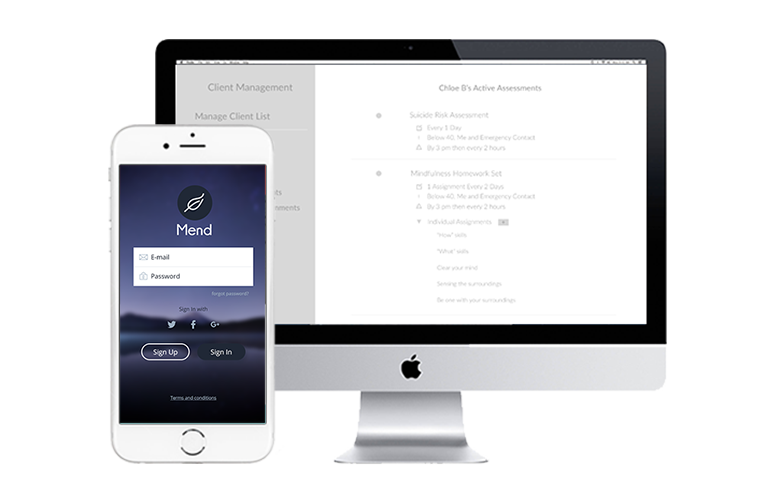 Client Management
Manage Client List
Chloe B's Active Assessments
Suicide Risk Assessment
Every 1 Day
Below 40, Me and Emergency Contact
By 3 pm then every 2 hours
Mindfulness Homework Set
1 Assignment Every 2 Days
Below 40, Me and Emergency Contact
By 3 pm then every 2 hours
Individual Assignments
"How" skills
"What" skills
Clear your mind
Sensing the surroundings
Be one with your surroundings
Mend
E-mail
Password
Forgot password?
Sign In with
G+
Sign Up
Sign In
Terms and conditions